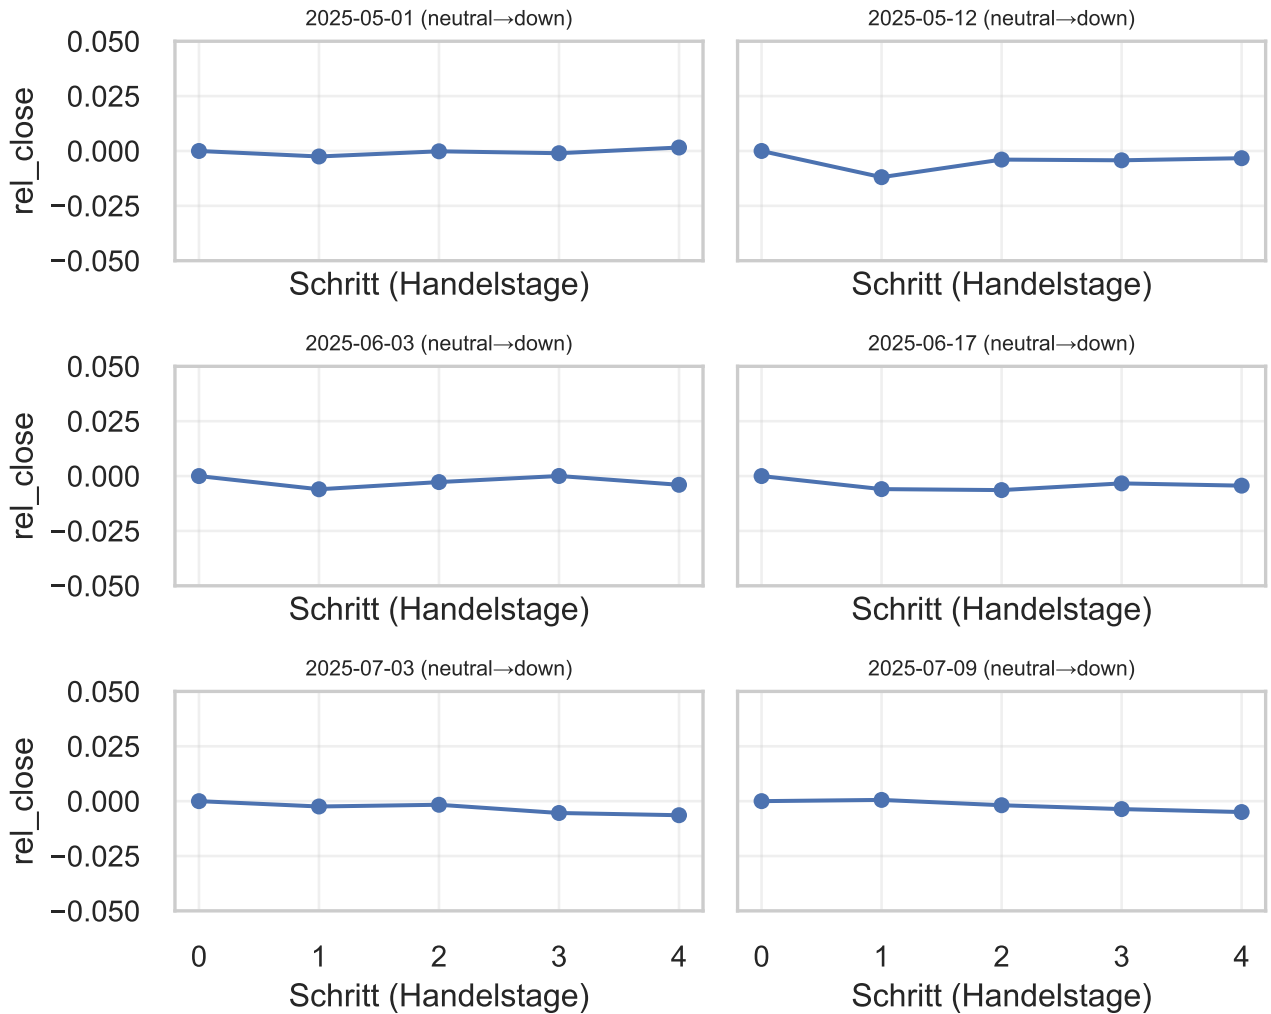 2025-05-01 (neutral→down)
2025-05-12 (neutral→down)
0.050
0.025
0.000
−0.025
−0.050
rel_close
Schritt (Handelstage)
Schritt (Handelstage)
2025-06-03 (neutral→down)
2025-06-17 (neutral→down)
0.050
0.025
0.000
−0.025
−0.050
rel_close
Schritt (Handelstage)
Schritt (Handelstage)
2025-07-03 (neutral→down)
2025-07-09 (neutral→down)
0.050
0.025
0.000
−0.025
−0.050
rel_close
0 1 2 3 4
0 1 2 3 4
Schritt (Handelstage)
Schritt (Handelstage)